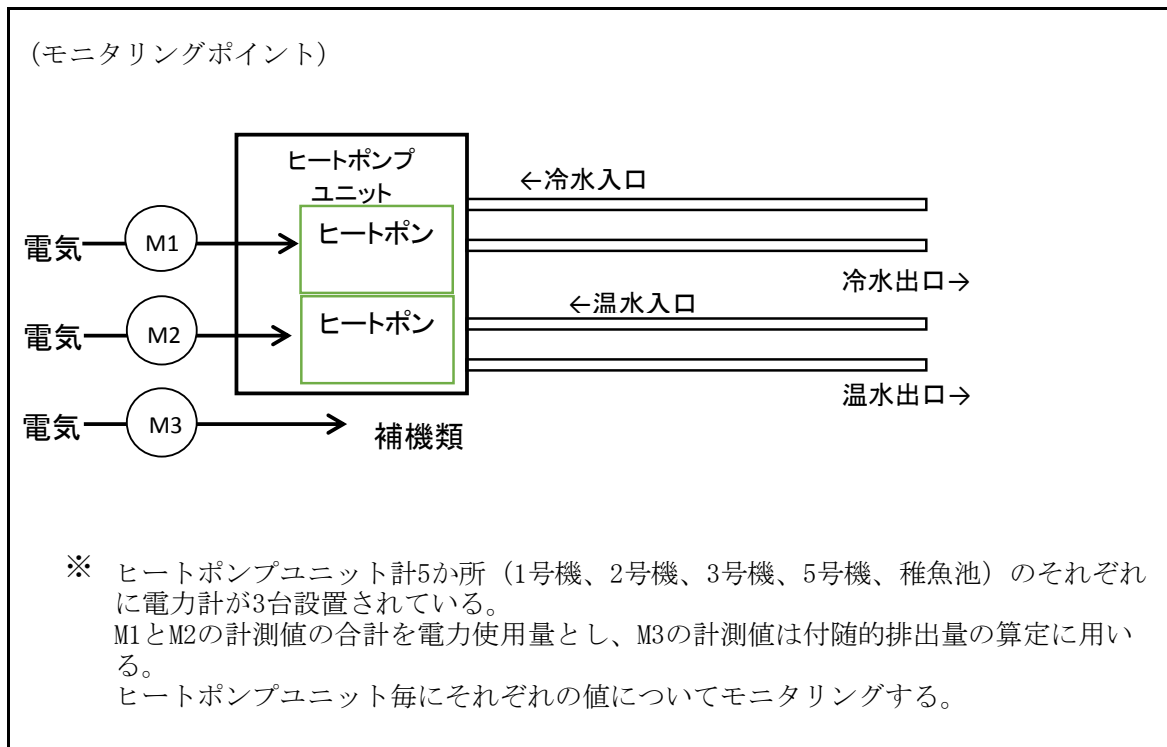 (モニタリングポイント)
ヒートポンプ
ユニット
←冷水入口
電気
M1
ヒートポン
冷水出口→
←温水入口
電気
M2
ヒートポン
温水出口→
電気
M3
補機類
※ ヒートポンプユニット計5か所（1号機、2号機、3号機、5号機、稚魚池）のそれぞれ
に電力計が3台設置されている。
M1とM2の計測値の合計を電力使用量とし、M3の計測値は付随的排出量の算定に用い
る。
ヒートポンプユニット毎にそれぞれの値についてモニタリングする。